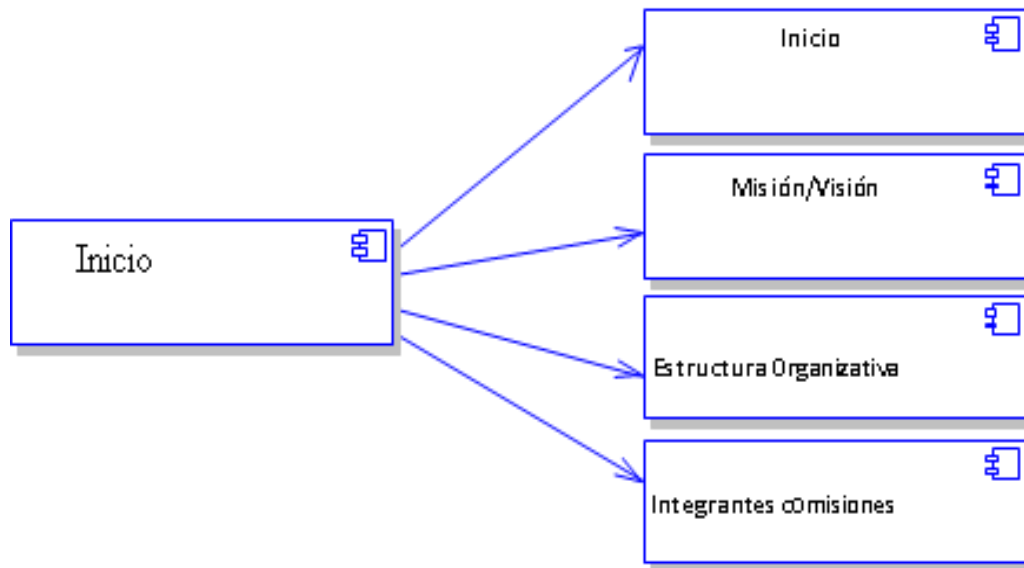 Inicio
Inicio
Misión/Visión
Estructura Organizativa
Integrantes comisiones